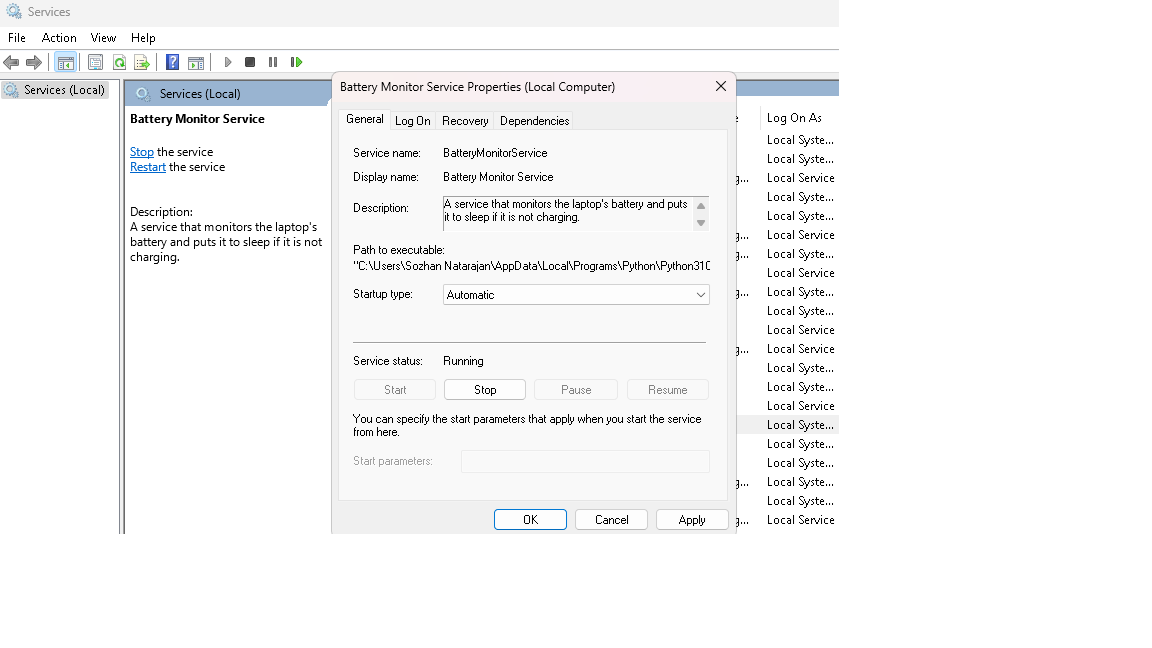 Services
File Action View Help
Services (Local)
Services (Local)
Battery Monitor Service
Stop the service
Restart the service
Description:
A service that monitors the laptop's
battery and puts it to sleep if it is not
charging.
Battery Monitor Service Properties (Local Computer)
General Log On Recovery Dependencies
Service name: BatteryMonitorService
Display name: Battery Monitor Service
Description: A service that monitors the laptop's battery and puts
it to sleep if it is not charging.
Path to executable:
"C:\Users\Sozhan Natarajan\AppData\Local\Programs\Python\Python310
Startup type: Automatic
Service status: Running
Start Stop Pause Resume
You can specify the start parameters that apply when you start the service
from here.
Start parameters:
OK Cancel Apply
e Log On As
Local Syste...
Local Syste...
g... Local Service
Local Syste...
Local Syste...
g... Local Service
Local Syste...
Local Service
g... Local Syste...
Local Syste...
Local Service
g... Local Service
Local Syste...
Local Syste...
Local Service
Local Syste...
Local Syste...
Local Syste...
g... Local Syste...
Local Syste...
g... Local Service